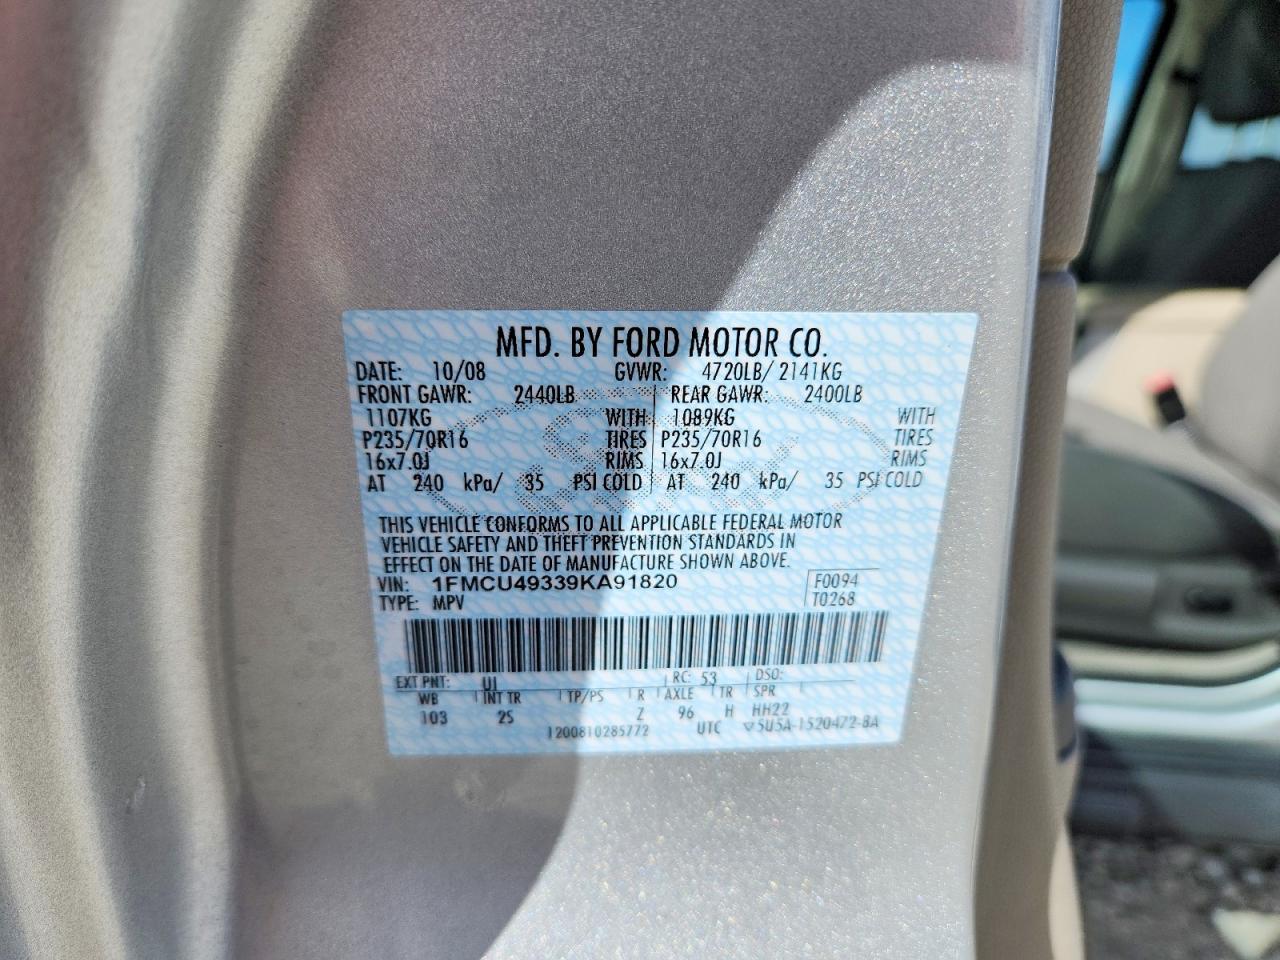 MFD. BY FORD MOTOR CO.
DATE: 10/08 GVWR: 4720LB/ 2141KG
FRONT GAWR: 2440LB REAR GAWR: 2400LB
1107KG WITH 1089KG WITH
P235/70R16 TIRES P235/70R16 TIRES
16x7.0J RIMS 16x7.0J RIMS
AT 240 kPa/ 35 PSI COLD AT 240 kPa/ 35 PSI COLD
THIS VEHICLE CONFORMS TO ALL APPLICABLE FEDERAL MOTOR
VEHICLE SAFETY AND THEFT PREVENTION STANDARDS IN
EFFECT ON THE DATE OF MANUFACTURE SHOWN ABOVE.
VIN: 1FMCU49339KA91820 F0094
TYPE: MPV T0268
EXT PNT: UJ RC: 53 DSO:
WB INT TR TP/PS R AXLE TR SPR
103 2S Z 96 H HH22
1200810285772 UTC ▽5U5A-1520472-BA